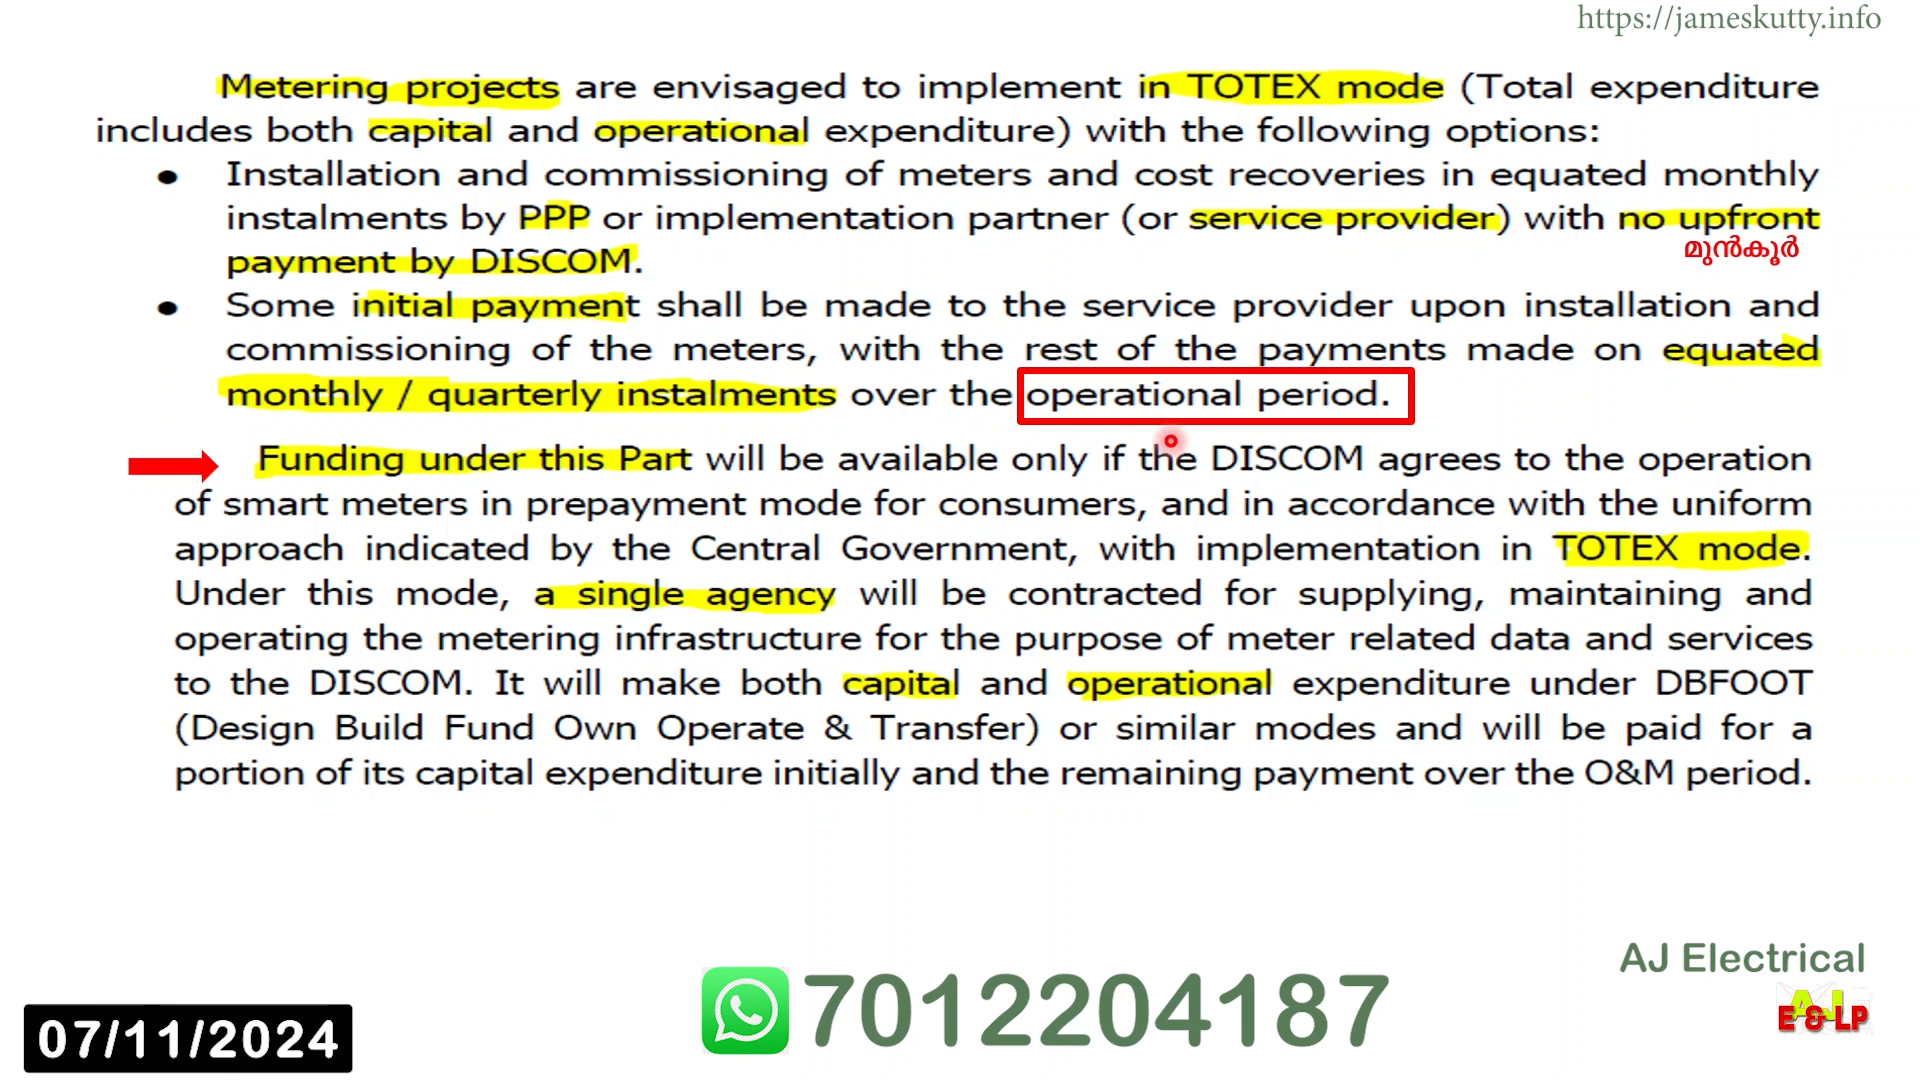 https://jameskutty.info
Metering projects are envisaged to implement in TOTEX mode (Total expenditure
includes both capital and operational expenditure) with the following options:
● Installation and commissioning of meters and cost recoveries in equated monthly
instalments by PPP or implementation partner (or service provider) with no upfront
മുൻകൂർ
payment by DISCOM.
● Some initial payment shall be made to the service provider upon installation and
commissioning of the meters, with the rest of the payments made on equated
monthly / quarterly instalments over the operational period.
Funding under this Part will be available only if the DISCOM agrees to the operation
of smart meters in prepayment mode for consumers, and in accordance with the uniform
approach indicated by the Central Government, with implementation in TOTEX mode.
Under this mode, a single agency will be contracted for supplying, maintaining and
operating the metering infrastructure for the purpose of meter related data and services
to the DISCOM. It will make both capital and operational expenditure under DBFOOT
(Design Build Fund Own Operate & Transfer) or similar modes and will be paid for a
portion of its capital expenditure initially and the remaining payment over the O&M period.
AJ Electrical
7012204187
AJ
E & LP
07/11/2024